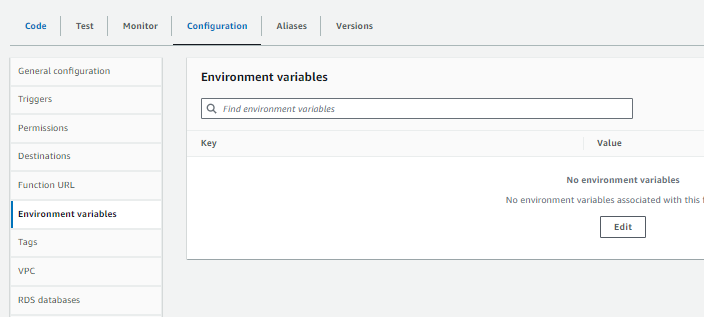 Code Test Monitor Configuration Aliases Versions
General configuration
Triggers
Permissions
Destinations
Function URL
Environment variables
Tags
VPC
RDS databases
Environment variables
Find environment variables
Key Value
No environment variables
No environment variables associated with this
Edit